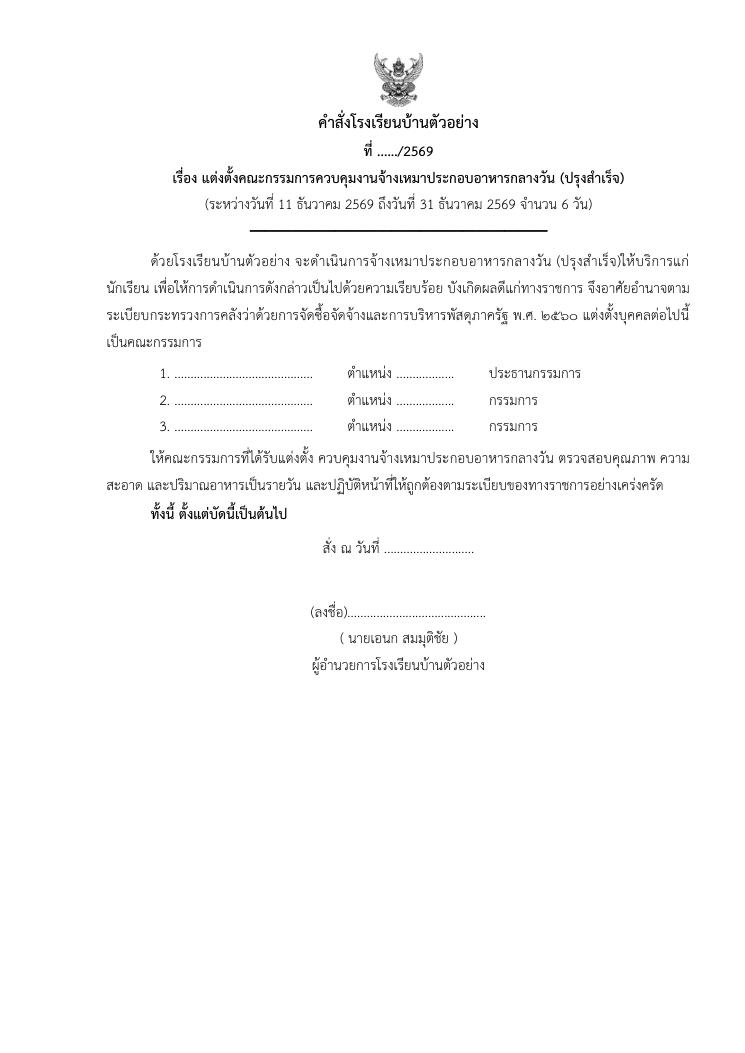 คำสั่งโรงเรียนบ้านตัวอย่าง
ที่ ....../2569
เรื่อง แต่งตั้งคณะกรรมการควบคุมงานจ้างเหมาประกอบอาหารกลางวัน (ปรุงสำเร็จ)
(ระหว่างวันที่ 11 ธันวาคม 2569 ถึงวันที่ 31 ธันวาคม 2569 จำนวน 6 วัน)
ด้วยโรงเรียนบ้านตัวอย่าง จะดำเนินการจ้างเหมาประกอบอาหารกลางวัน (ปรุงสำเร็จ)ให้บริการแก่
นักเรียน เพื่อให้การดำเนินการดังกล่าวเป็นไปด้วยความเรียบร้อย บังเกิดผลดีแก่ทางราชการ จึงอาศัยอำนาจตาม
ระเบียบกระทรวงการคลังว่าด้วยการจัดซื้อจัดจ้างและการบริหารพัสดุภาครัฐ พ.ศ. ๒๕๖๐ แต่งตั้งบุคคลต่อไปนี้
เป็นคณะกรรมการ
1. ........................................... ตำแหน่ง .................. ประธานกรรมการ
2. ........................................... ตำแหน่ง .................. กรรมการ
3. ........................................... ตำแหน่ง .................. กรรมการ
ให้คณะกรรมการที่ได้รับแต่งตั้ง ควบคุมงานจ้างเหมาประกอบอาหารกลางวัน ตรวจสอบคุณภาพ ความ
สะอาด และปริมาณอาหารเป็นรายวัน และปฏิบัติหน้าที่ให้ถูกต้องตามระเบียบของทางราชการอย่างเคร่งครัด
ทั้งนี้ ตั้งแต่บัดนี้เป็นต้นไป
สั่ง ณ วันที่ ............................
(ลงชื่อ)...........................................
( นายเอนก สมมุติชัย )
ผู้อำนวยการโรงเรียนบ้านตัวอย่าง